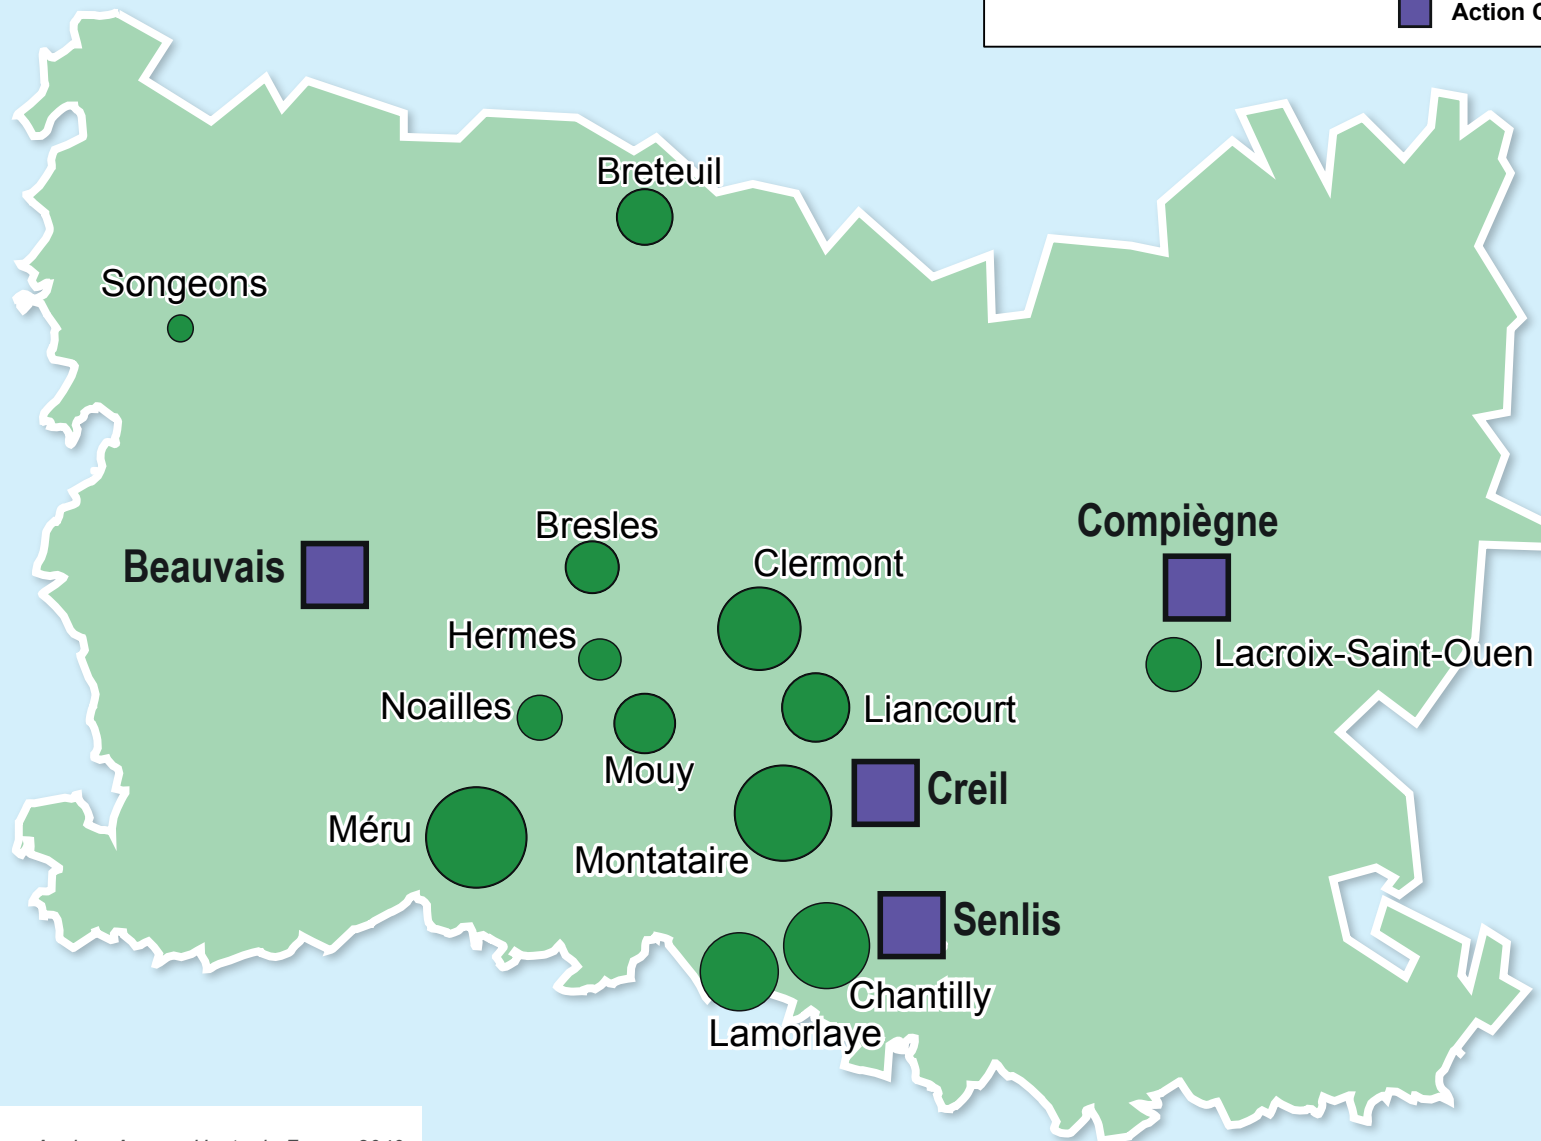 Action
Breteuil
Songeons
Bresles
Compiègne
Beauvais
Clermont
Hermes
Lacroix-Saint-Ouen
Noailles
Liancourt
Mouy
Creil
Méru
Montataire
Senlis
Chantilly
Lamorlaye